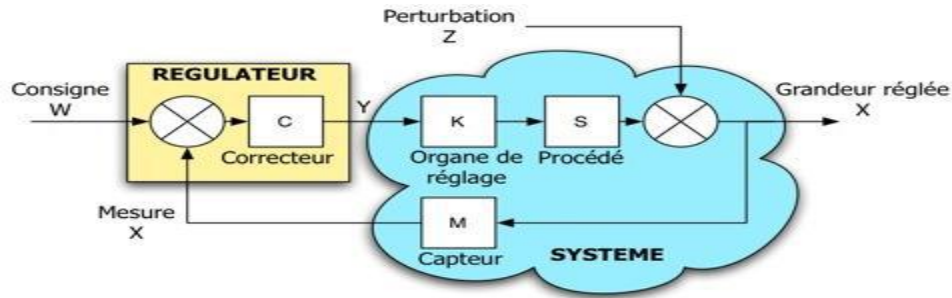 Perturbation
Z
REGULATEUR
Consigne
W
C
Correcteur
Y
K
Organe de
réglage
S
Procédé
Grandeur réglée
X
Mesure
X
M
Capteur
SYSTEME